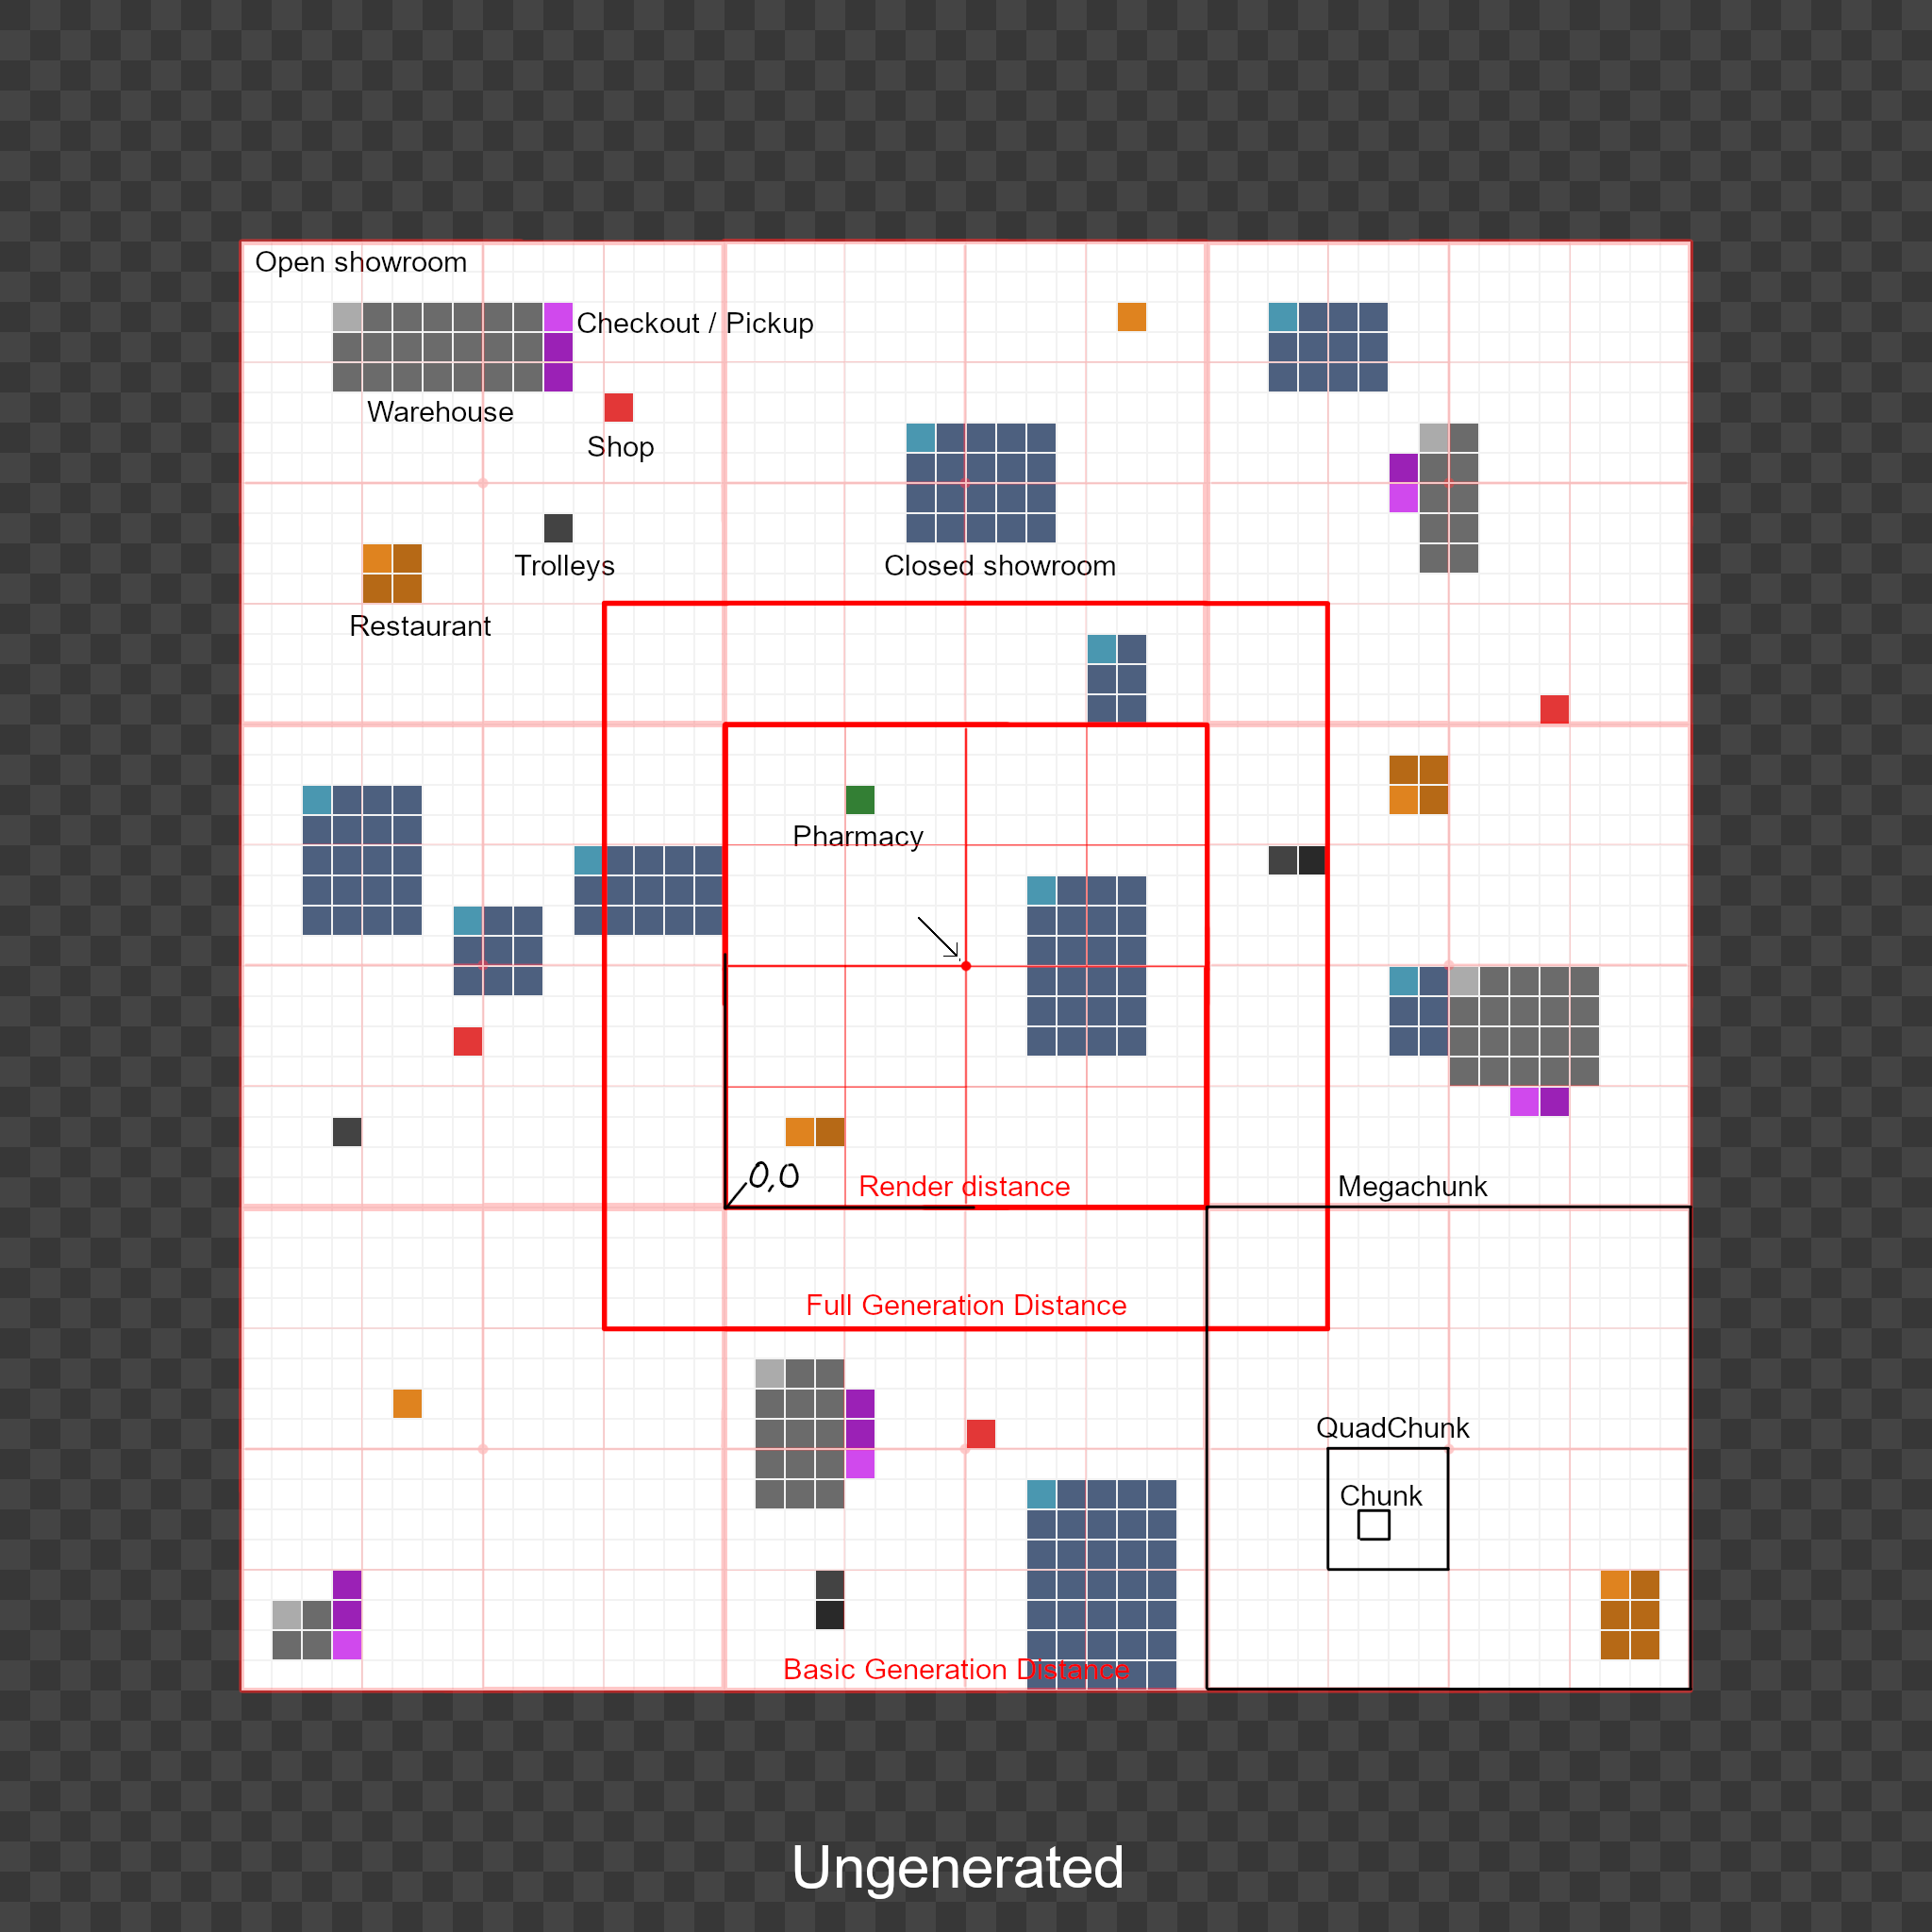 Open showroom
Checkout / Pickup
Warehouse
Shop
Trolleys
Closed showroom
Restaurant
Pharmacy
0,0
Render distance
Megachunk
Full Generation Distance
QuadChunk
Chunk
Basic Generation Distance
Ungenerated